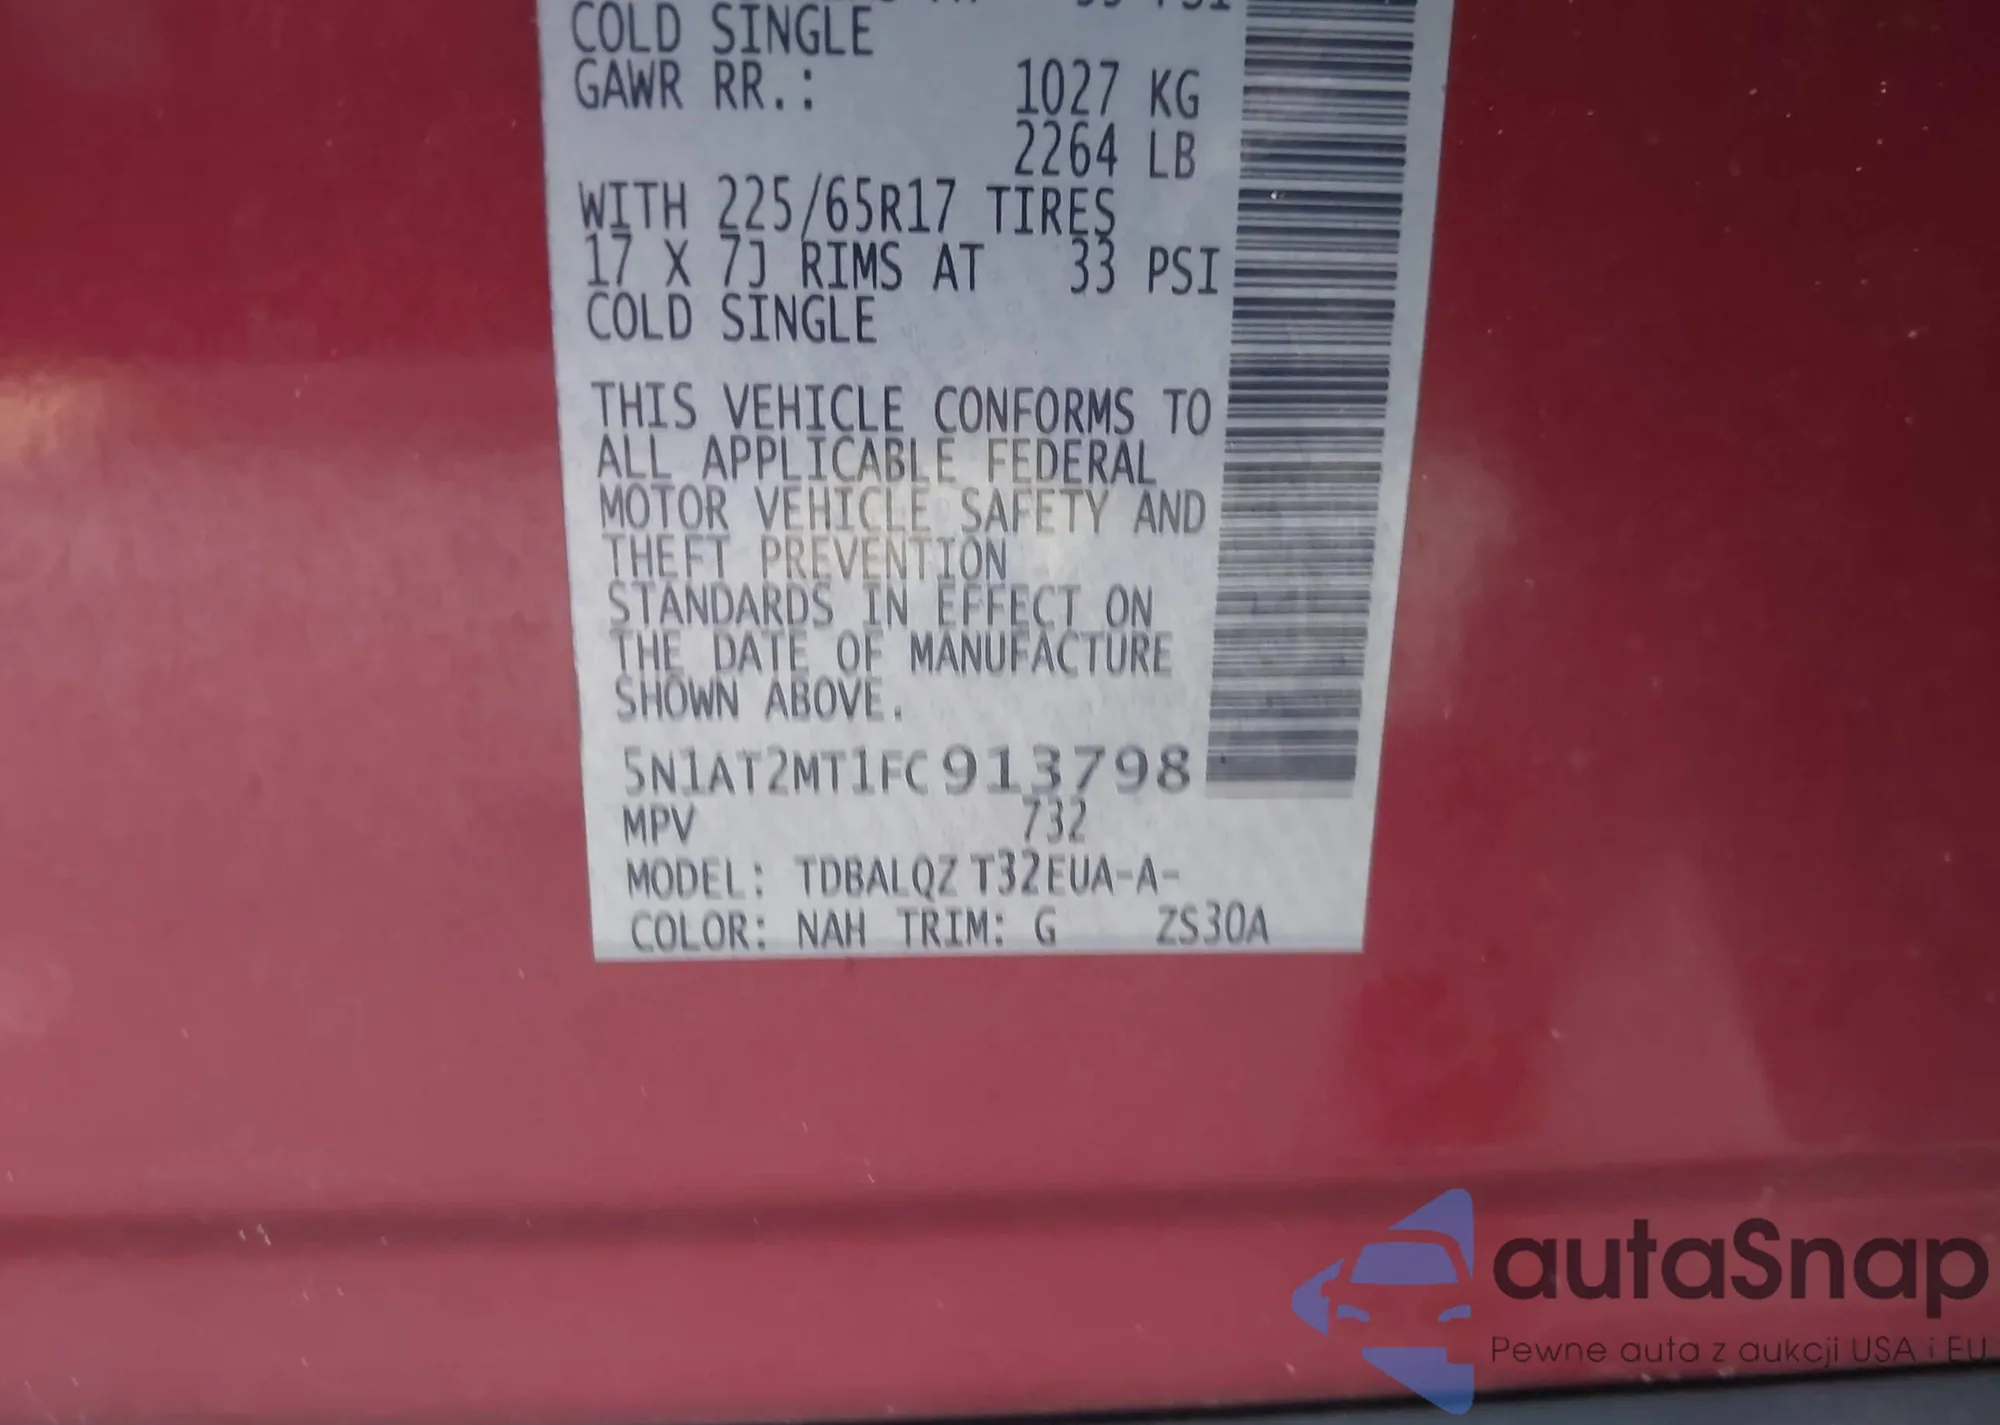 COLD SINGLE
GAWR RR.: 1027 KG
2264 LB
WITH 225/65R17 TIRES
17 X 7J RIMS AT 33 PSI
COLD SINGLE
THIS VEHICLE CONFORMS TO
ALL APPLICABLE FEDERAL
MOTOR VEHICLE SAFETY AND
THEFT PREVENTION
STANDARDS IN EFFECT ON
THE DATE OF MANUFACTURE
SHOWN ABOVE.
5N1AT2MT1FC913798
MPV 732
MODEL: TDBALQZ T32EUA-A-
COLOR: NAH TRIM: G ZS30A
autaSnap
Pewne auta z aukcji USA i EU